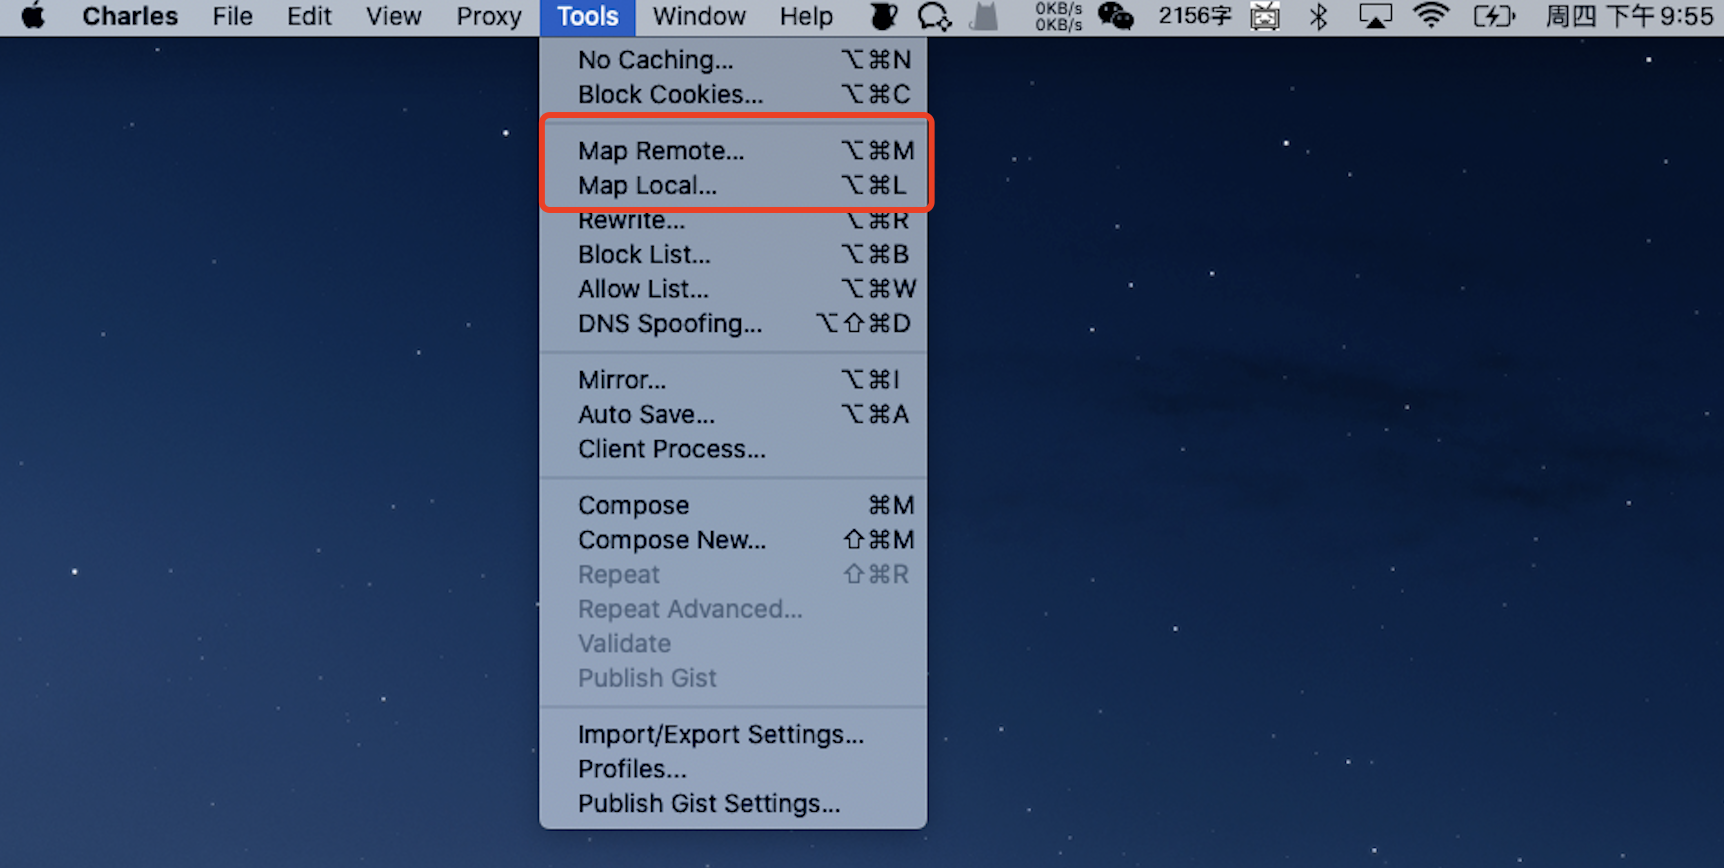 Charles File Edit View Proxy Tools Window Help 0KB/s 2156字 周四 下午9:55
0KB/s
No Caching... ⌥⌘N
Block Cookies... ⌥⌘C
Map Remote... ⌥⌘M
Map Local... ⌥⌘L
Rewrite... ⌥⌘R
Block List... ⌥⌘B
Allow List... ⌥⌘W
DNS Spoofing... ⌥⇧⌘D
Mirror... ⌥⌘I
Auto Save... ⌥⌘A
Client Process...
Compose ⌘M
Compose New... ⇧⌘M
Repeat ⇧⌘R
Repeat Advanced...
Validate
Publish Gist
Import/Export Settings...
Profiles...
Publish Gist Settings...